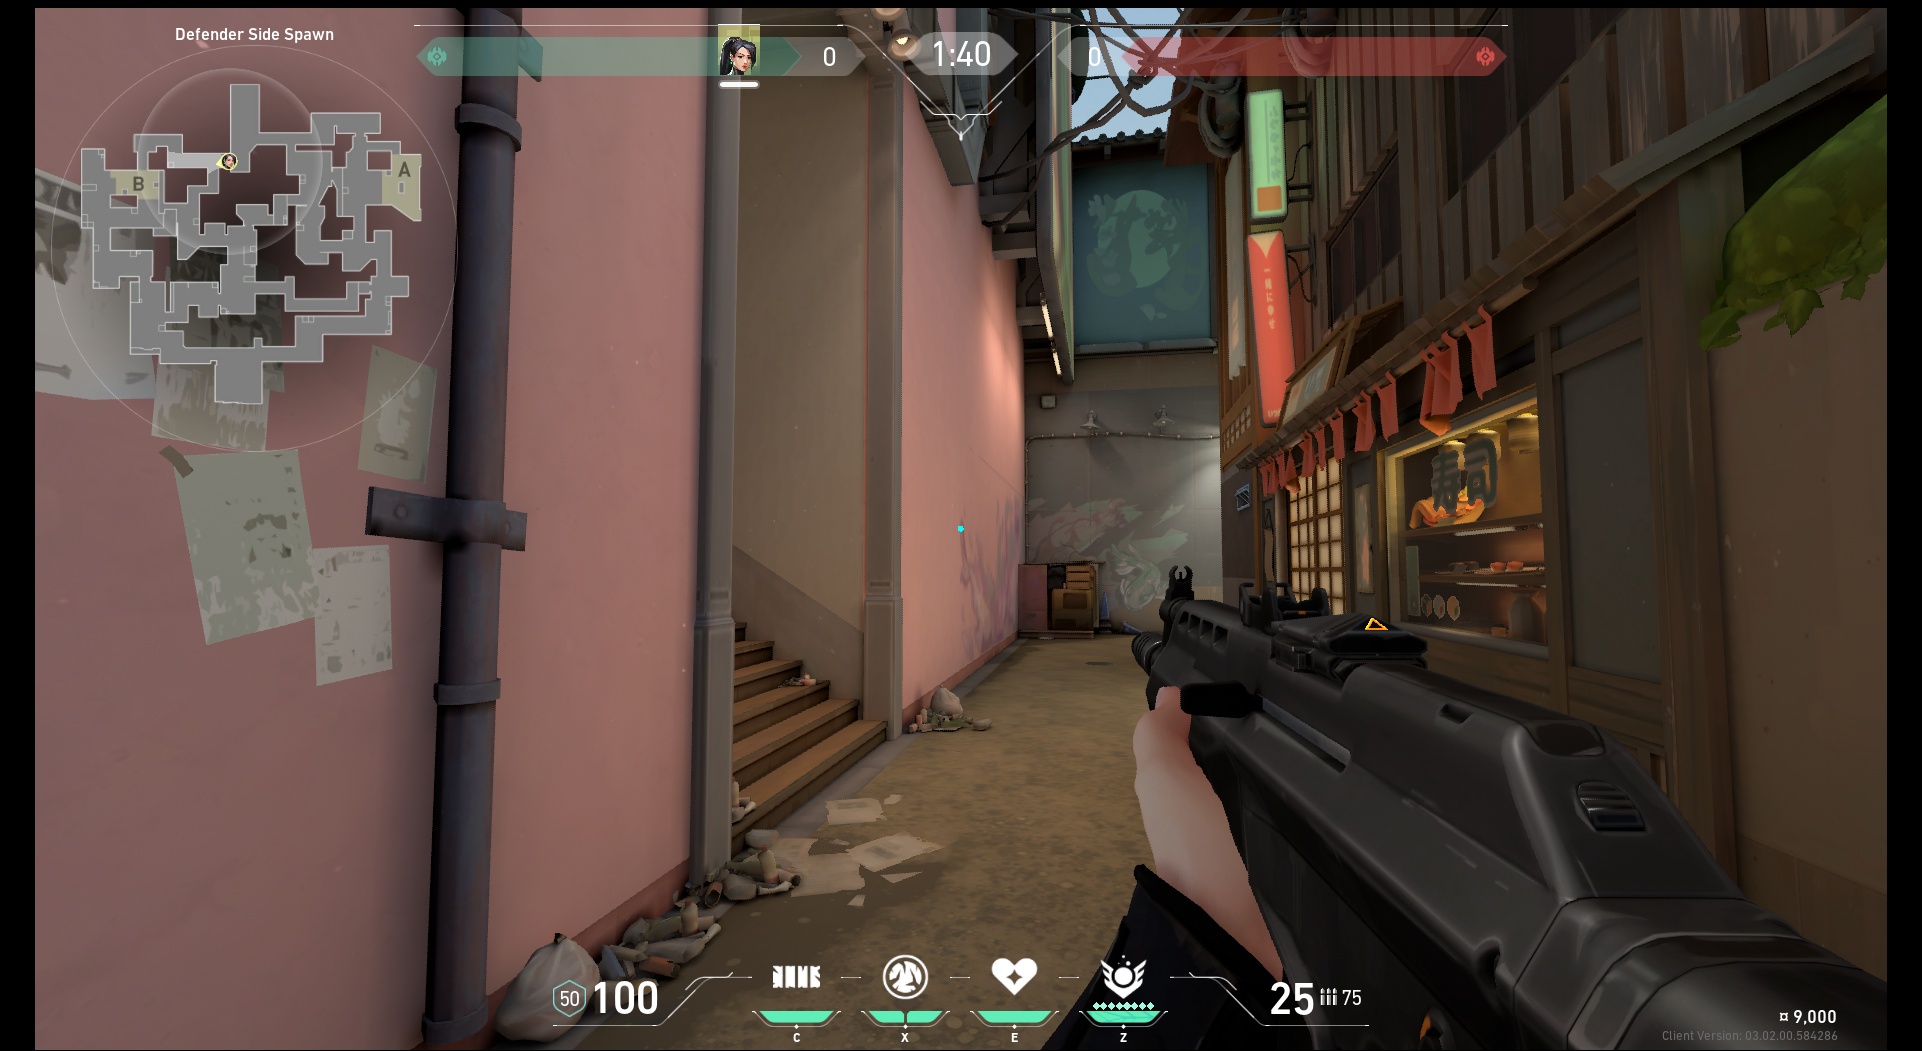 Defender Side Spawn
0
1:40
0
A
B
寿司
50
100
25
75
C
X
E
Z
¤ 9,000
Client Version: 03.02.00.584286